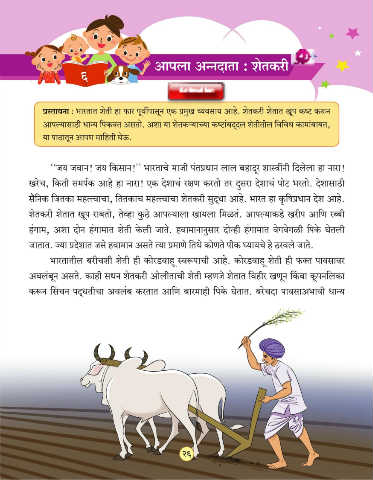 ६
आपला अन्नदाता : शेतकरी
प्रस्तावना : भारतात शेती हा फार पूर्वीपासून एक प्रमुख व्यवसाय आहे. शेतकरी शेतात खूप कष्ट करून
आपल्यासाठी धान्य पिकवत असतो. अशा या शेतकऱ्याच्या कष्टांबद्दल शेतीतील विविध कामांबाबत,
या पाठातून आपण माहिती घेऊ.
"जय जवान! जय किसान!" भारताचे माजी पंतप्रधान लाल बहादूर शास्त्रींनी दिलेला हा नारा!
खरेच, किती समर्पक आहे हा नारा! एक देशाचं रक्षण करतो तर दुसरा देशाचं पोट भरतो. देशासाठी
सैनिक जितका महत्त्वाचा, तितकाच महत्त्वाचा शेतकरी सुद्धा आहे. भारत हा कृषिप्रधान देश आहे.
शेतकरी शेतात खूप राबतो, तेव्हा कुठे आपल्याला खायला मिळतं. आपल्याकडे खरीप आणि रब्बी
हंगाम, अशा दोन हंगामात शेती केली जाते. हवामानानुसार दोन्ही हंगामात वेगवेगळी पिके घेतली
जातात. ज्या प्रदेशात जसे हवामान असते त्या प्रमाणे तिथे कोणते पीक घ्यायचे हे ठरवले जाते.
भारतातील बरीचशी शेती ही कोरडवाहू स्वरूपाची आहे. कोरडवाहू शेती ही फक्त पावसावर
अवलंबून असते. काही सधन शेतकरी ओलीताची शेती म्हणजे शेतात विहीर खणून किंवा कूपनलिका
करून सिंचन पद्धतीचा अवलंब करतात आणि बारमाही पिके घेतात. बरेचदा पावसाअभावी धान्य
२६